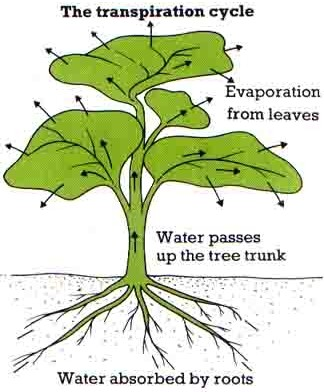 The transpiration cycle
Evaporation
from leaves
Water passes
up the tree trunk
Water absorbed by roots